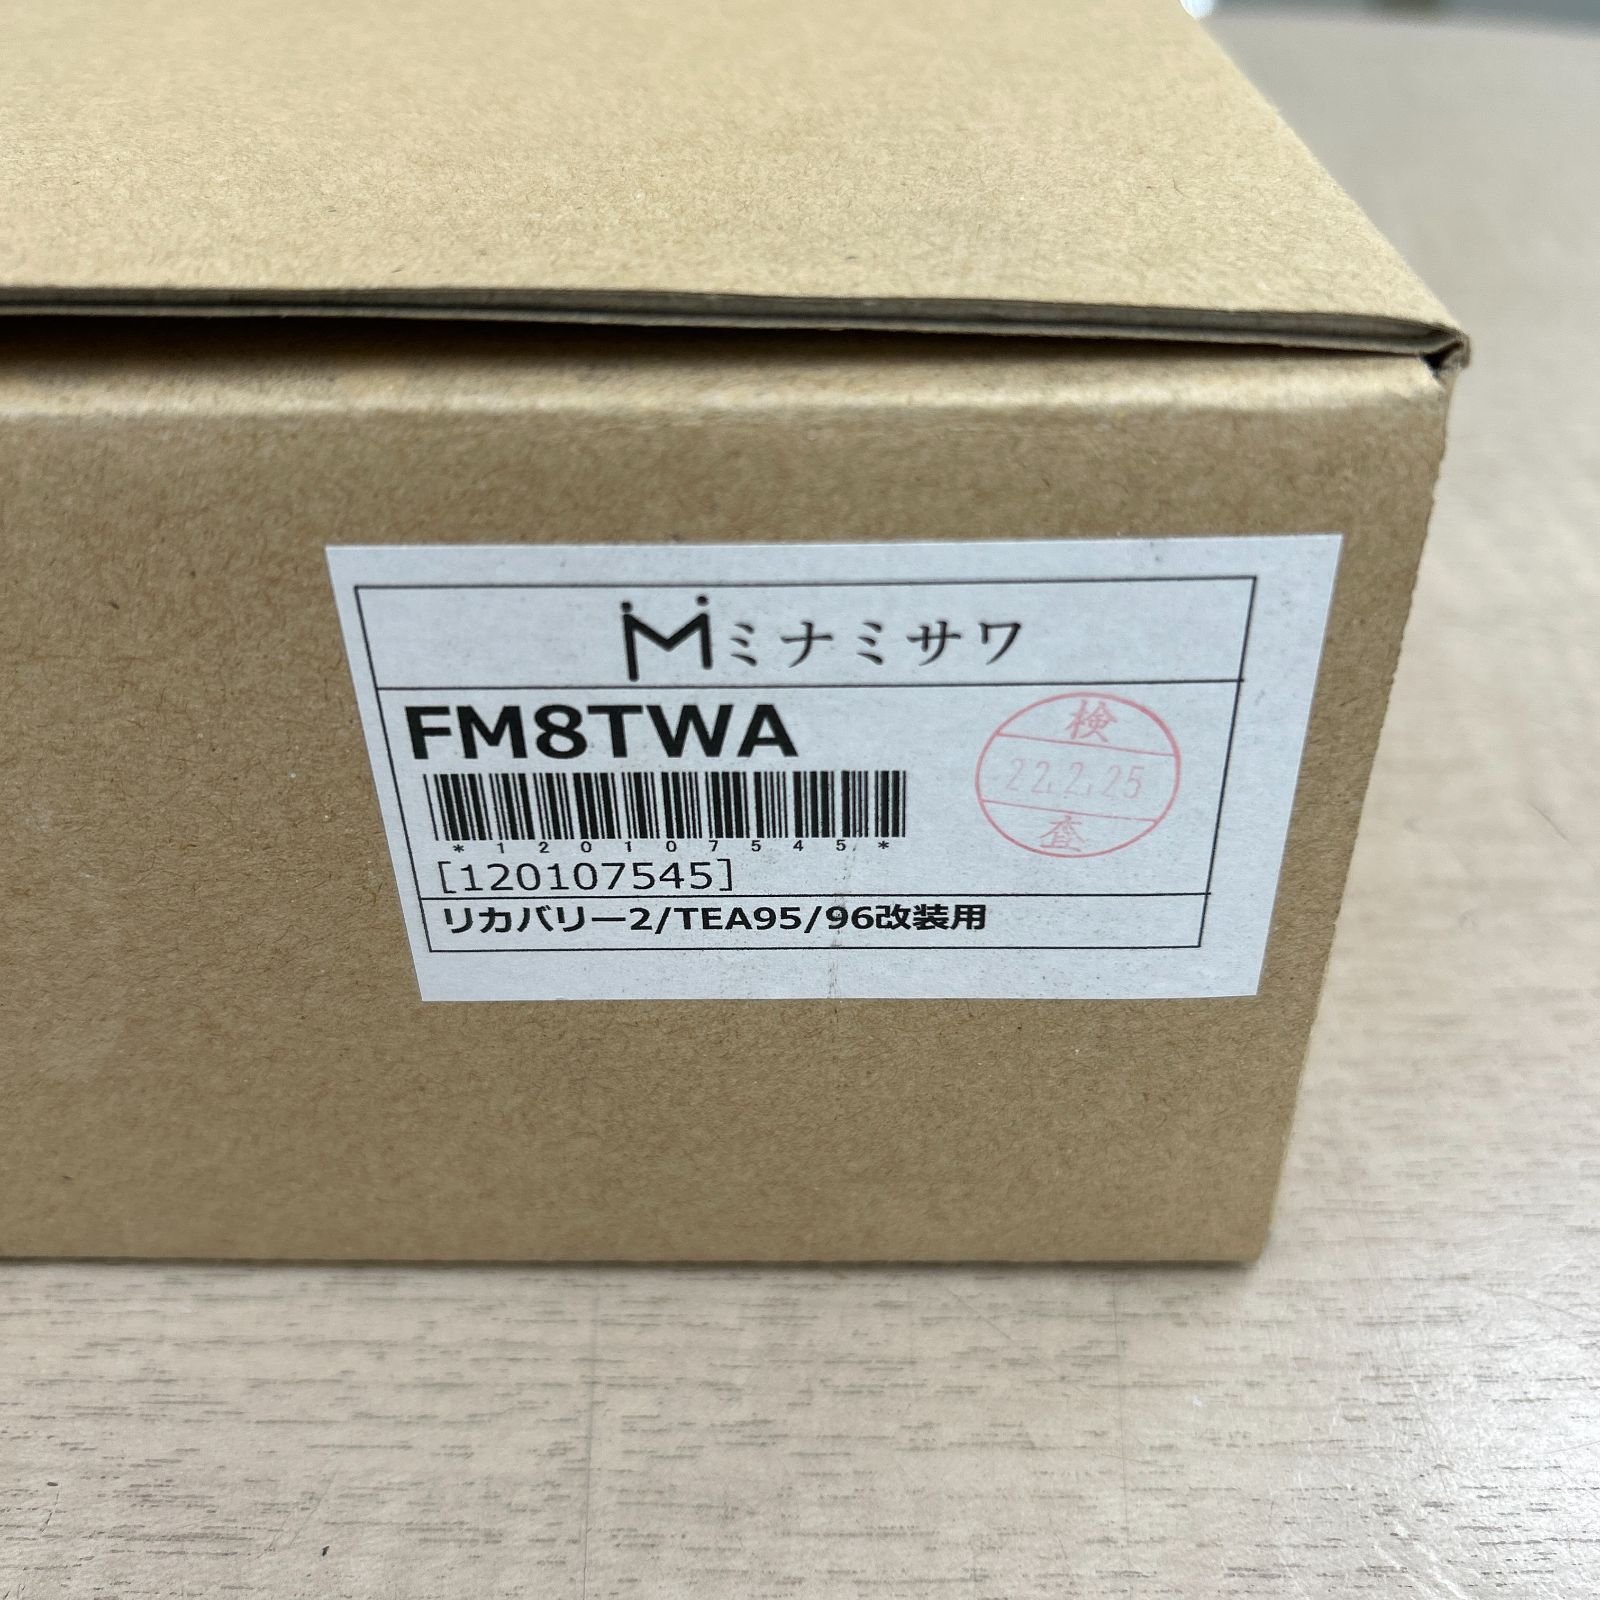 ミナミサワ
FM8TWA
検
22.2.25
査
*120107545*
[120107545]
リカバリー2/TEA95/96改装用